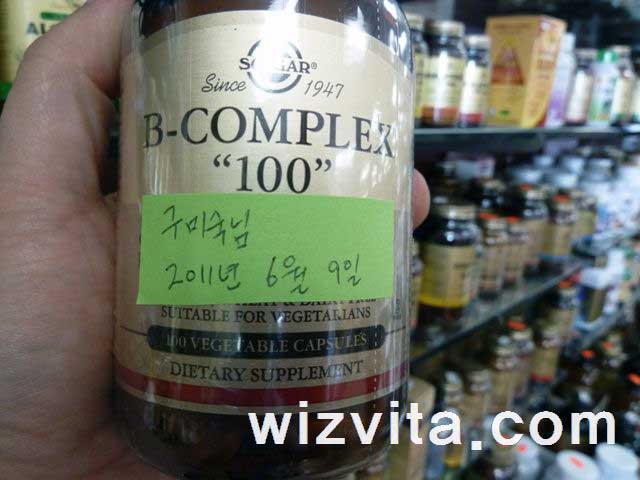 SOLGAR®
Since 1947
B-COMPLEX
"100"
구미숙님
2011년 6월 9일
SUITABLE FOR VEGETARIANS
100 VEGETABLE CAPSULES
DIETARY SUPPLEMENT
wizvita.com